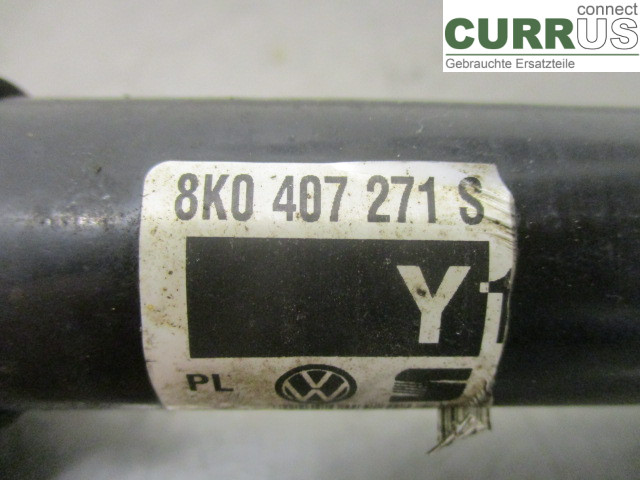 connect
CURRUS
Gebrauchte Ersatzteile
8K0 407 271 S
Y
PL